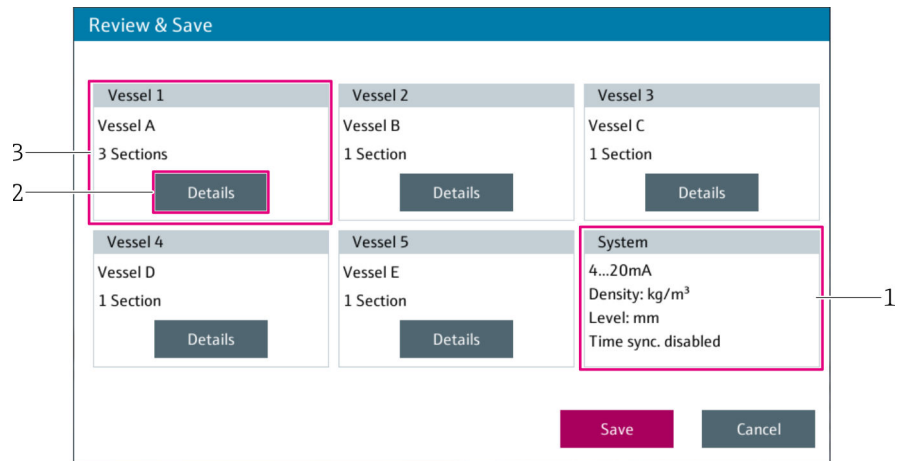 Review & Save
Vessel 1
Vessel A
3 Sections
Details
Vessel 2
Vessel B
1 Section
Details
Vessel 3
Vessel C
1 Section
Details
3
2
Vessel 4
Vessel D
1 Section
Details
Vessel 5
Vessel E
1 Section
Details
System
4...20mA
Density: kg/m³
Level: mm
Time sync. disabled
1
Save
Cancel